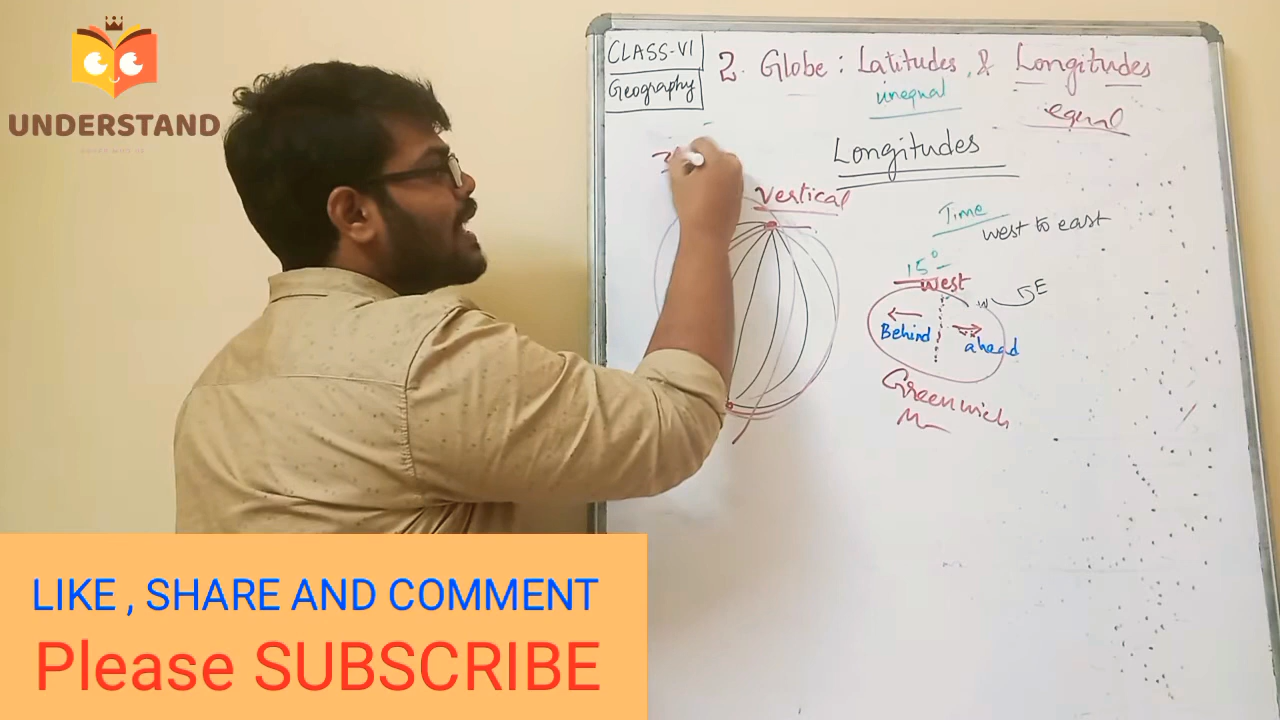 UNDERSTAND
CLASS-VI
Geography
2. Globe : Latitudes, & Longitudes
unequal
equal
Longitudes
Vertical
Time
west to east
15°
west
W
E
Behind
ahead
Greenwich
LIKE , SHARE AND COMMENT
Please SUBSCRIBE